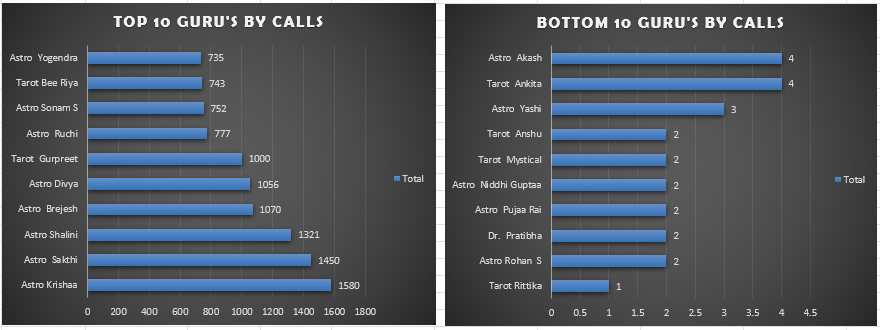 TOP 10 GURU'S BY CALLS
Astro Yogendra 735
Tarot Bee Riya 743
Astro Sonam S 752
Astro Ruchi 777
Tarot Gurpreet 1000
Astro Divya 1056
Astro Brejesh 1070
Astro Shalini 1321
Astro Sakthi 1450
Astro Krishaa 1580
0 200 400 600 800 1000 1200 1400 1600 1800
Total
BOTTOM 10 GURU'S BY CALLS
Astro Akash 4
Tarot Ankita 4
Astro Yashi 3
Tarot Anshu 2
Tarot Mystical 2
Astro Niddhi Guptaa 2
Astro Pujaa Rai 2
Dr. Pratibha 2
Astro Rohan S 2
Tarot Rittika 1
0 0.5 1 1.5 2 2.5 3 3.5 4 4.5
Total